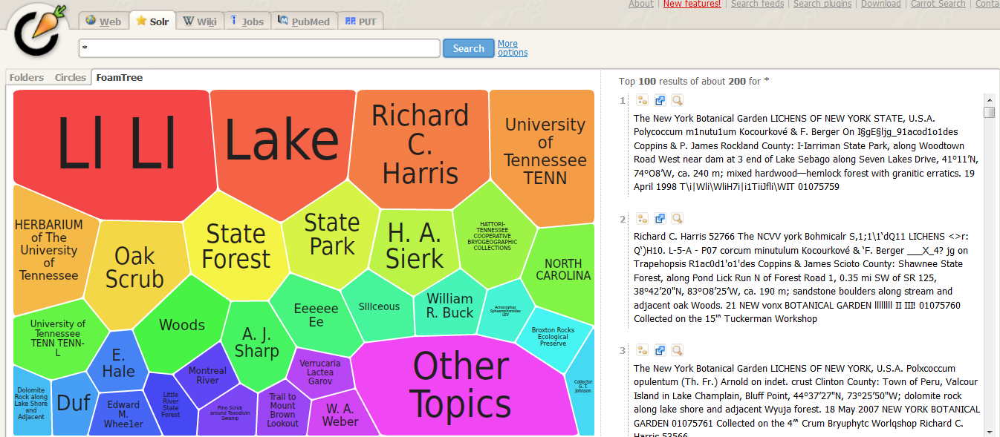 About | New features! | Search feeds | Search plugins | Download | Carrot Search | Conta
Web Solr Wiki Jobs PubMed PUT
*
Search
More
options
Folders Circles FoamTree
Ll Ll
Lake
Richard
C.
Harris
University
of
Tennessee
TENN
HERBARIUM
of The
University
of
Tennessee
Oak
Scrub
State
Forest
State
Park
H. A.
Sierk
HATTORI-
TENNESSEE
COOPERATIVE
BRYOGEOGRAPHIC
COLLECTIONS
NORTH
CAROLINA
University of
Tennessee
TENN TENN-
L
Woods
A. J.
Sharp
Eeeeee
Ee
Siliceous
William
R. Buck
Acrocyphus
Sphaerophoroides
LEV
Broxton Rocks
Ecological
Preserve
E.
Hale
Montreal
River
Verrucaria
Lactea
Garov
Other
Topics
Collector
G. T.
Johnson
Dolomite
Rock along
Lake Shore
and
Adjacent
Duf
Edward
M.
Whee1er
Little
River
State
Forest
Pine Scrub
around Taxodium
Swamp
Trail to
Mount
Brown
Lookout
W. A.
Weber
Top 100 results of about 200 for *
1
The New York Botanical Garden LICHENS OF NEW YORK STATE, U.S.A.
Polycoccum m1nutu1um Kocourkové & F. Berger On I§gE§ljg_91acod1o1des
Coppins & P. James Rockland County: I-Iarriman State Park, along Woodtown
Road West near dam at 3 end of Lake Sebago along Seven Lakes Drive, 41°11’N,
74°O8’W, ca. 240 m; mixed hardwood—hemlock forest with granitic erratics. 19
April 1998 T\i|Wli\WliH7i|i1TiiJfli\WIT 01075759
2
Richard C. Harris 52766 The NCVV york Bohmicalr S,1;1\1‘dQ11 LICHENS <>r:
Q‘)H10. L-5-A - P07 corcum minutulum Kocourkové & ‘F. Berger ___X_4? jg on
Trapehopsis R1ac0d1'o1'des Coppins & James Scioto County: Shawnee State
Forest, along Pond Lick Run N of Forest Road 1, 0.35 mi SW of SR 125,
38°42’20"N, 83°O8’25’W, ca. 190 m; sandstone boulders along stream and
adjacent oak Woods. 21 NEW vonx BOTANICAL GARDEN llllllll II III! 01075760
Collected on the 15‴ Tuckerman Workshop
3
The New York Botanical Garden LICHENS OF NEW YORK, U.S.A. Polxcoccum
opulentum (Th. Fr.) Arnold on indet. crust Clinton County: Town of Peru, Valcour
Island in Lake Champlain, Bluff Point, 44°37’27"N, 73°25’50"W; dolomite rock
along lake shore and adjacent Wyuja forest. 18 May 2007 NEW YORK BOTANICAL
GARDEN 01075761 Collected on the 4‴ Crum Bryuphytc Worlqshop Richard C.
Harris 53566